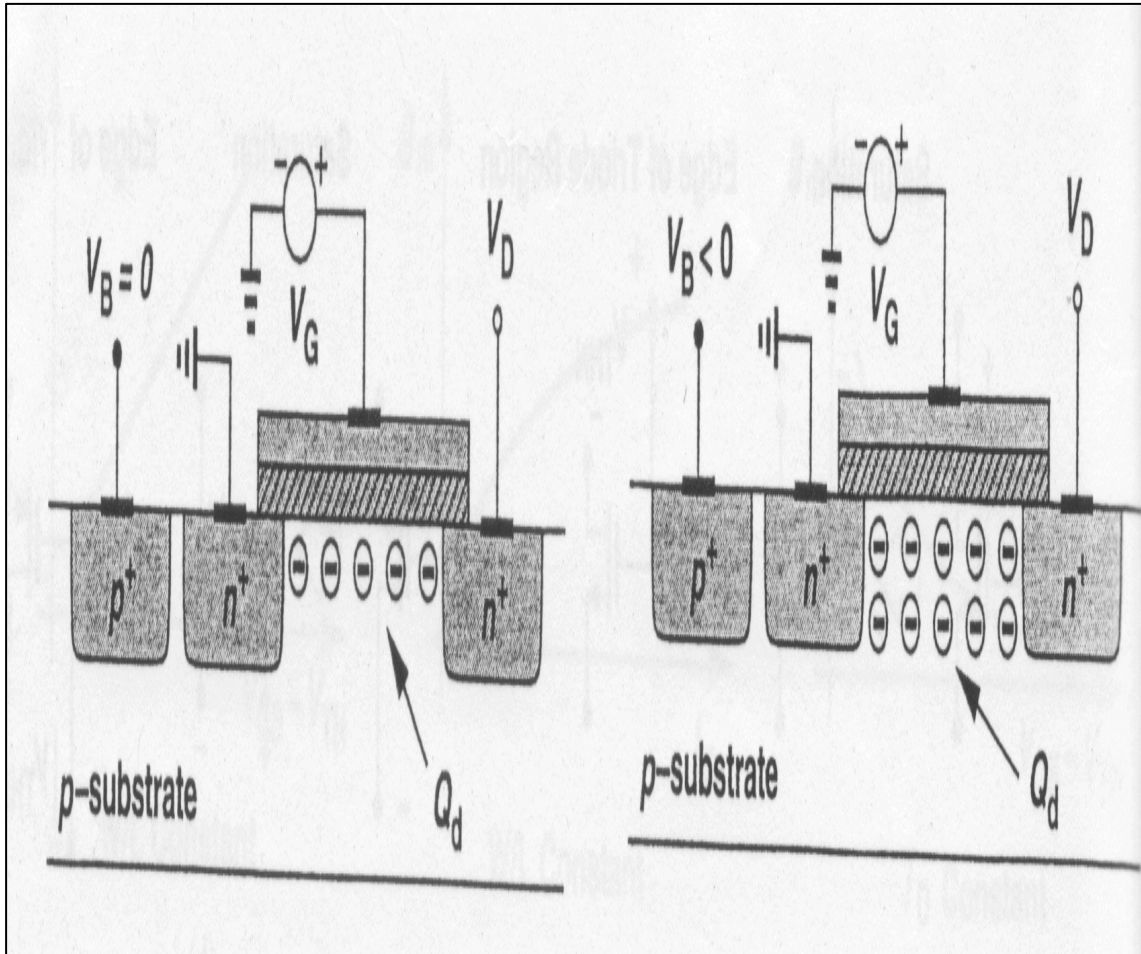 V_B = 0
- +
V_G
V_D
p+
n+
n+
p-substrate
Q_d
V_B < 0
- +
V_G
V_D
p+
n+
n+
p-substrate
Q_d